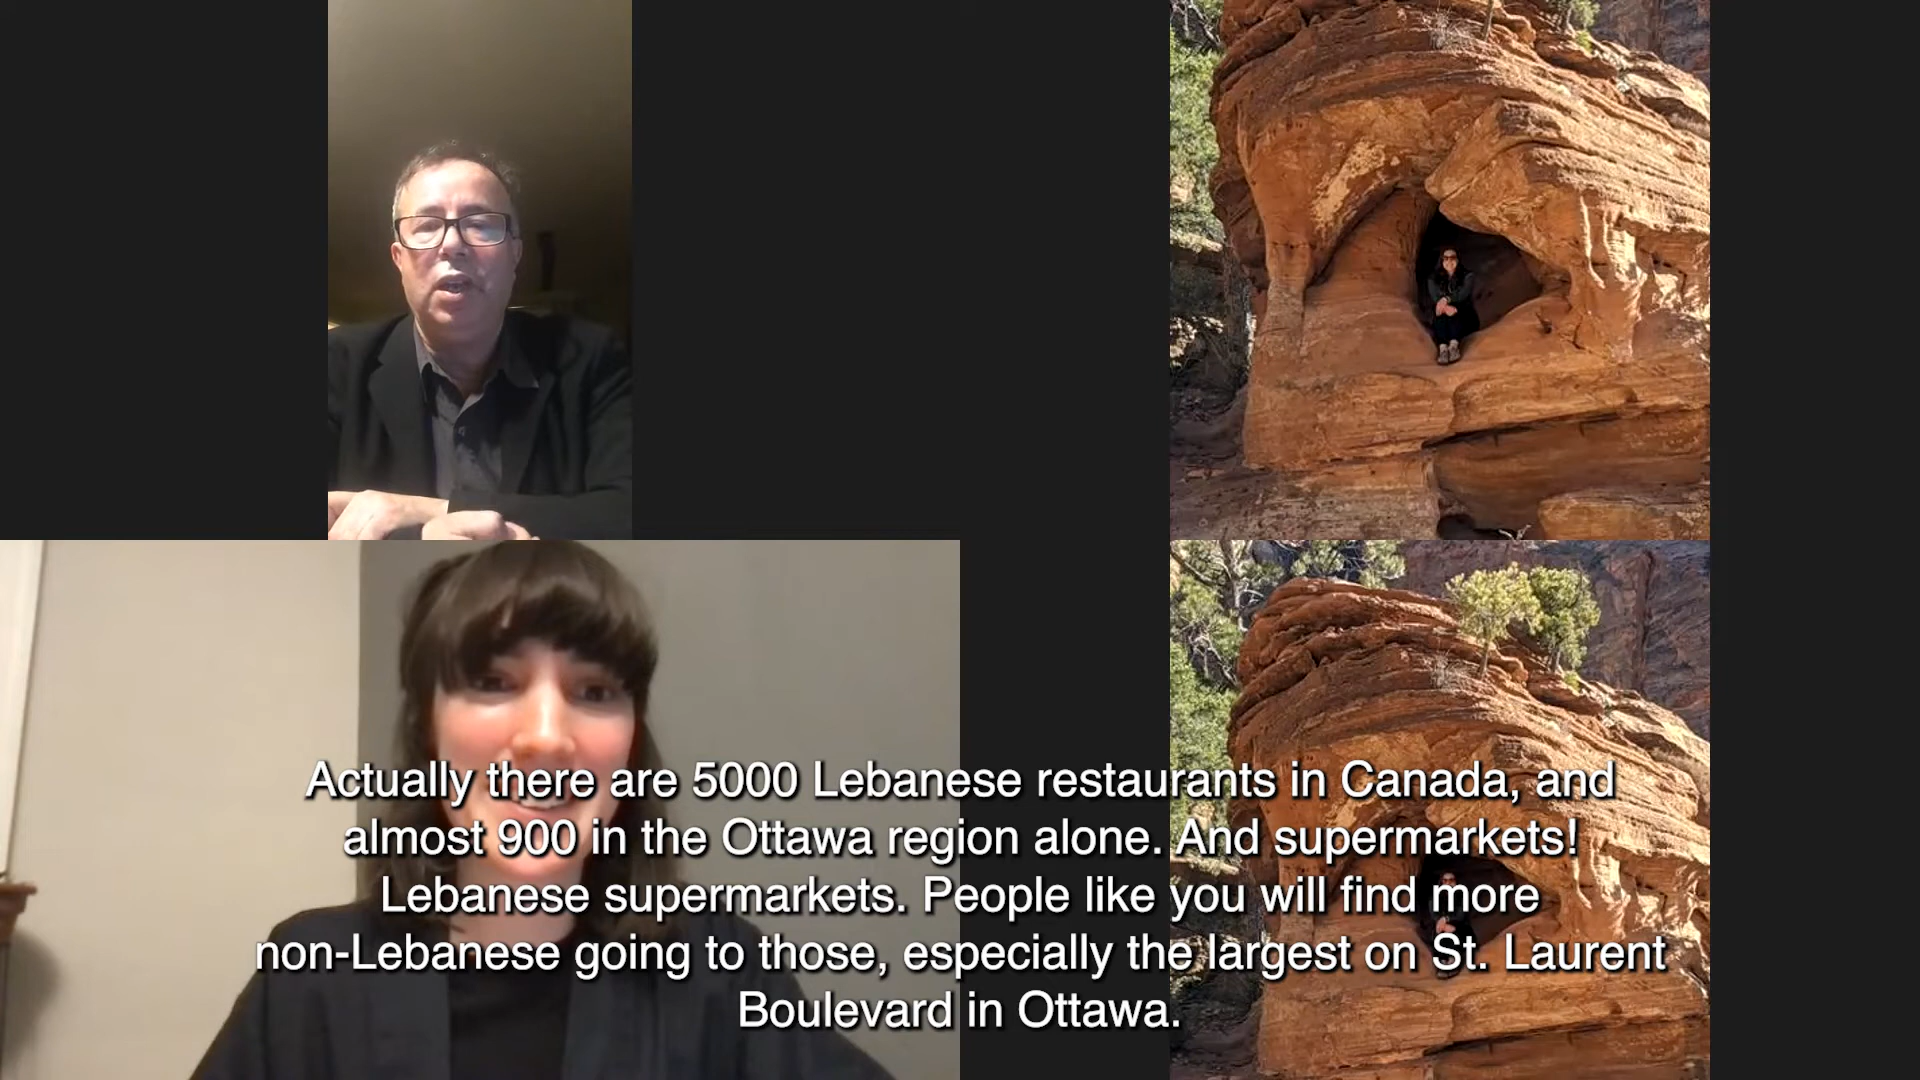 Actually there are 5000 Lebanese restaurants in Canada, and
almost 900 in the Ottawa region alone. And supermarkets!
Lebanese supermarkets. People like you will find more
non-Lebanese going to those, especially the largest on St. Laurent
Boulevard in Ottawa.